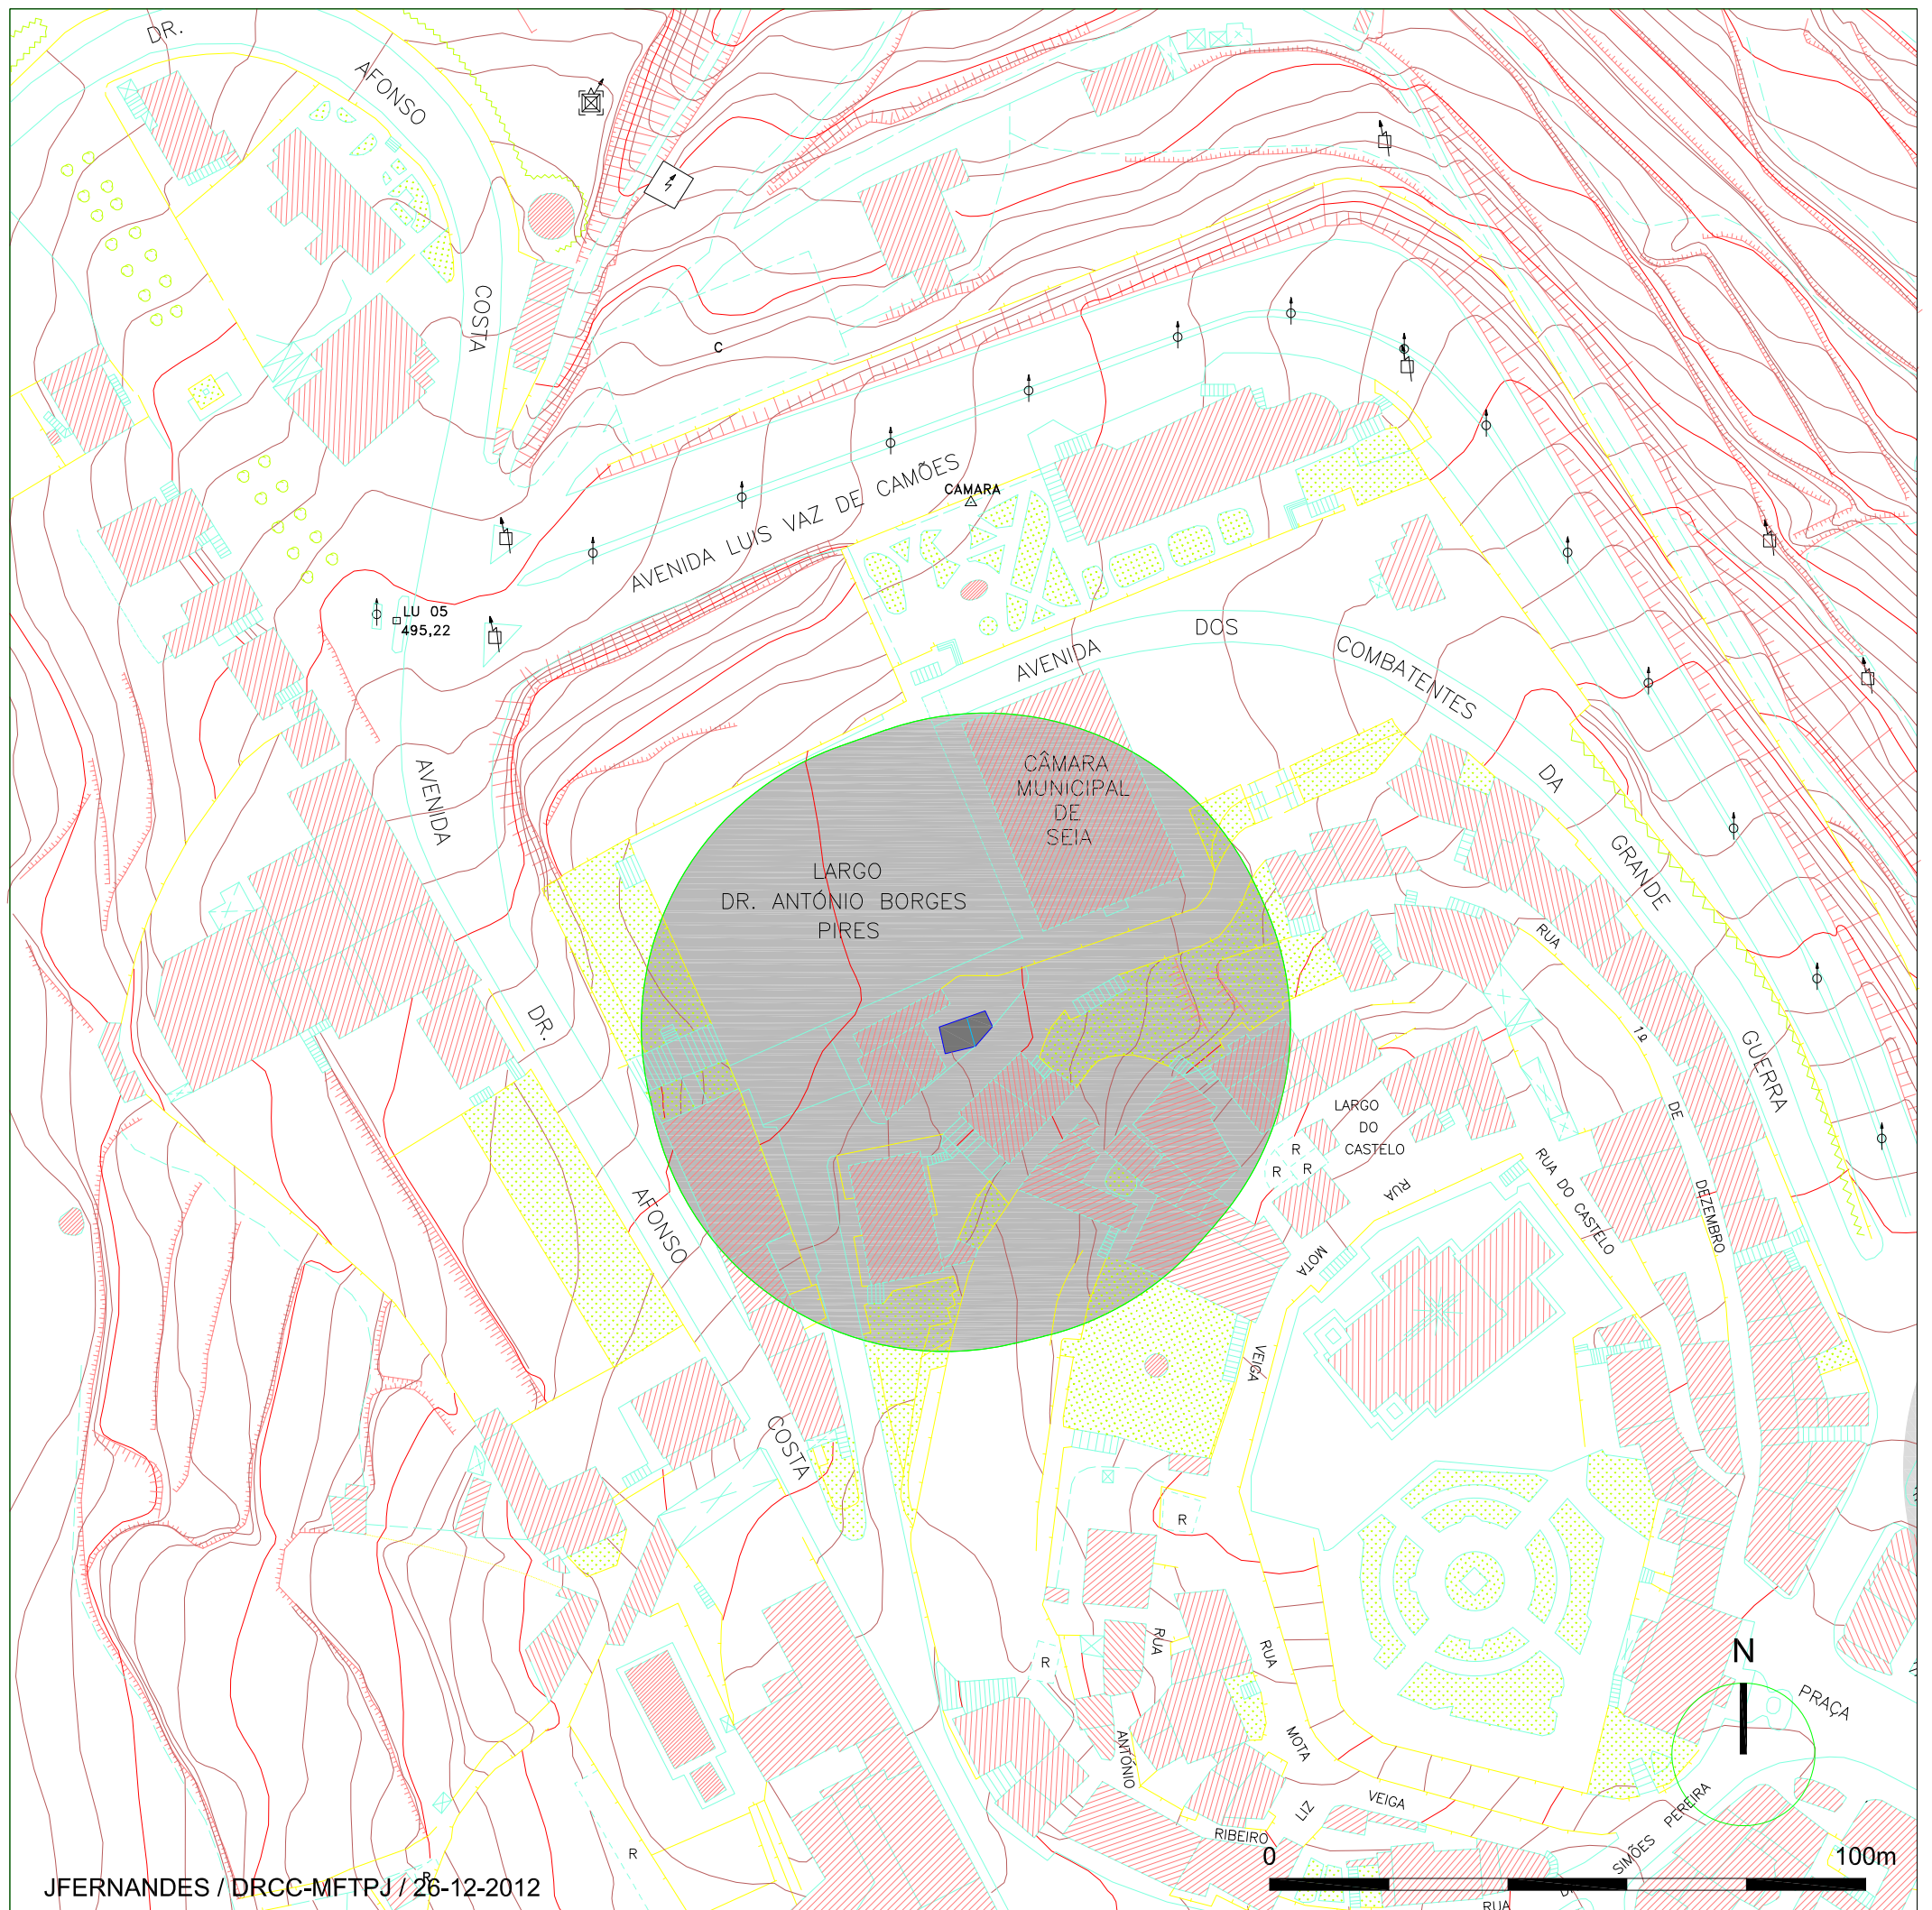 DR.
AFONSO
COSTA
C
AVENIDA LUIS VAZ DE CAMÕES
CAMARA
LU 05
495,22
AVENIDA
DOS
COMBATENTES
DA
GRANDE
GUERRA
CÂMARA
MUNICIPAL
DE
SEIA
LARGO
DR. ANTÓNIO BORGES
PIRES
AVENIDA
DR.
AFONSO
COSTA
RUA
1º
DE
DEZEMBRO
LARGO
DO
CASTELO
R
R
R
RUA
MOTA
VEIGA
RUA DO CASTELO
R
R
RUA
ANTÓNIO
RIBEIRO
RUA
MOTA
VEIGA
LIZ
SIMÕES
PEREIRA
PRAÇA
N
R
R
RUA
0
100m
JFERNANDES / DRCC-MFTPJ / 26-12-2012